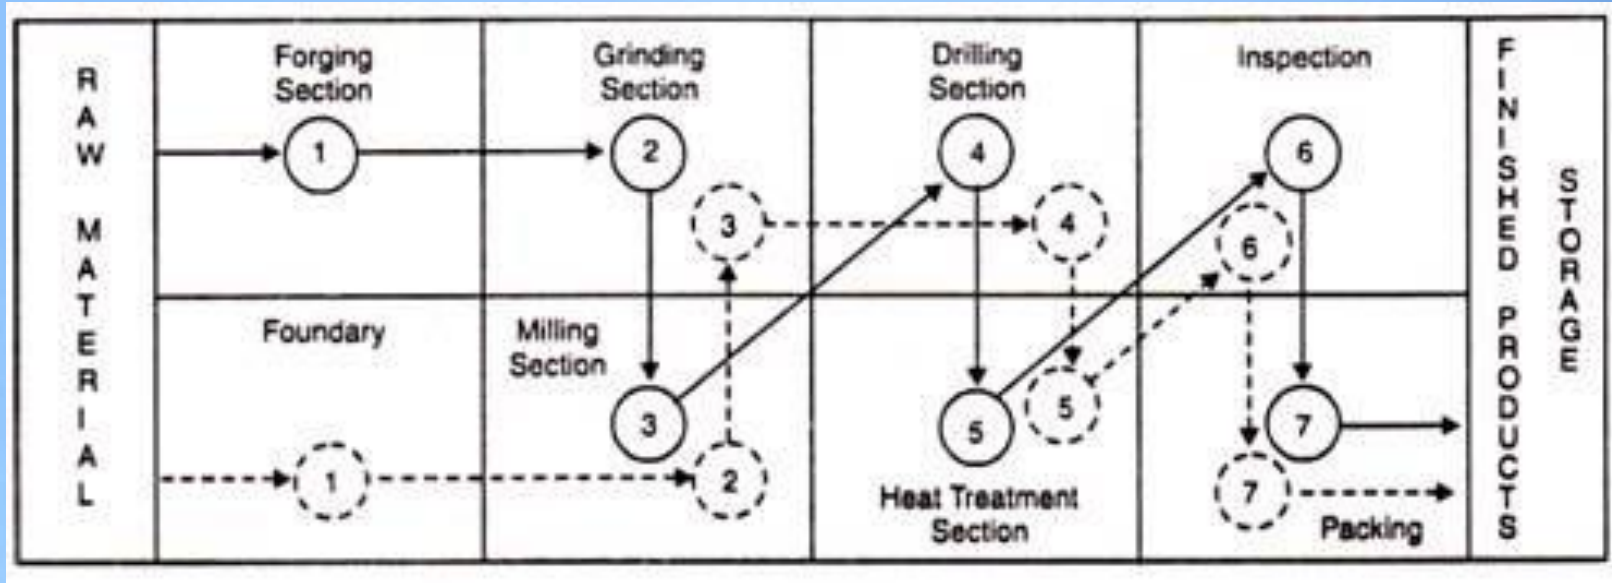 RAW MATERIAL
Forging
Section
1
Grinding
Section
2
3
Drilling
Section
4
4
Inspection
6
6
Foundary
1
Milling
Section
3
2
5
5
Heat Treatment
Section
7
7
Packing
FINISHED PRODUCTS
STORAGE